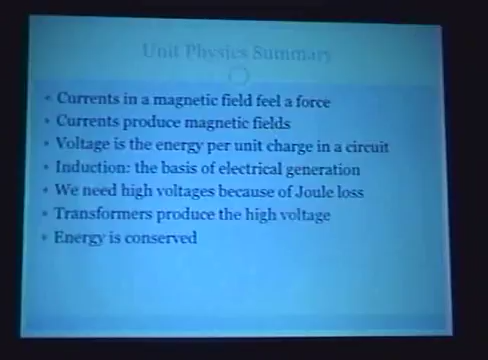 Unit Physics Summary
• Currents in a magnetic field feel a force
• Currents produce magnetic fields
• Voltage is the energy per unit charge in a circuit
• Induction: the basis of electrical generation
• We need high voltages because of Joule loss
• Transformers produce the high voltage
• Energy is conserved